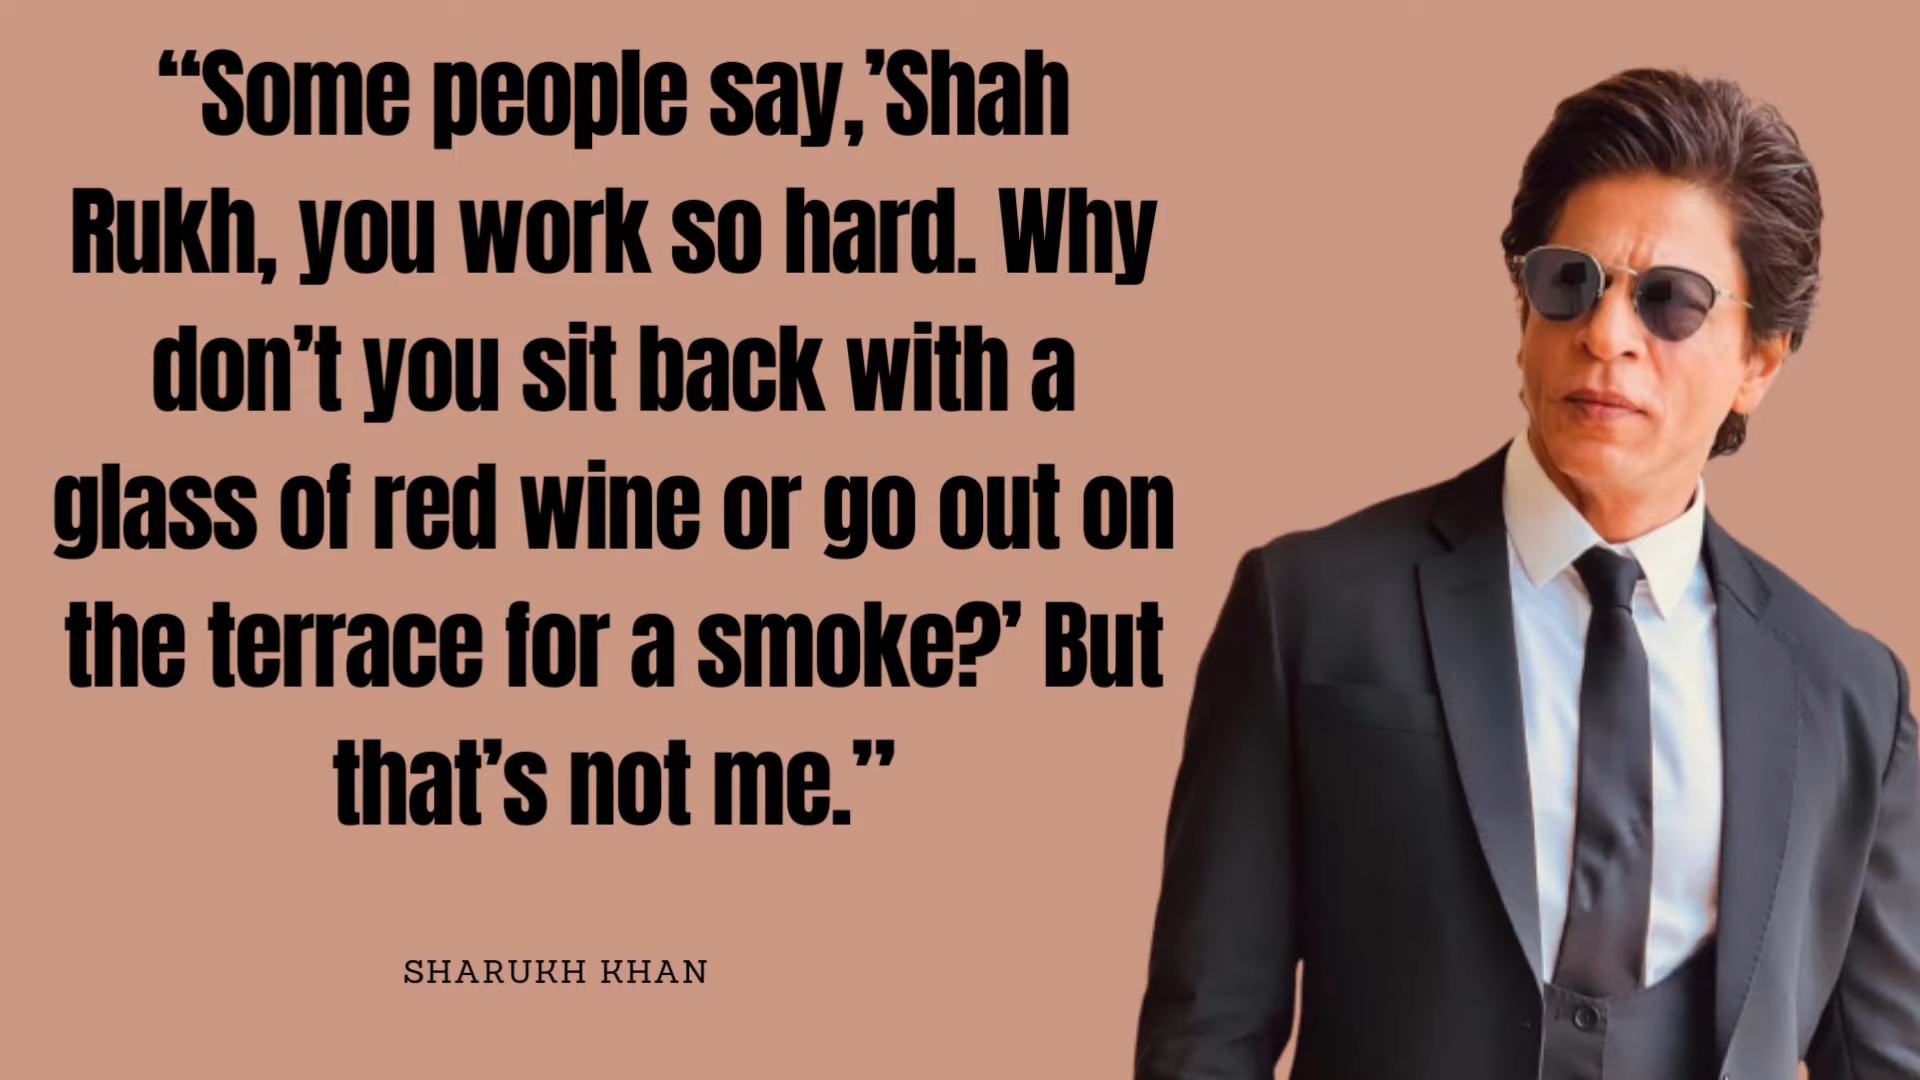 “Some people say,’Shah
Rukh, you work so hard. Why
don’t you sit back with a
glass of red wine or go out on
the terrace for a smoke?’ But
that’s not me.”
SHARUKH KHAN